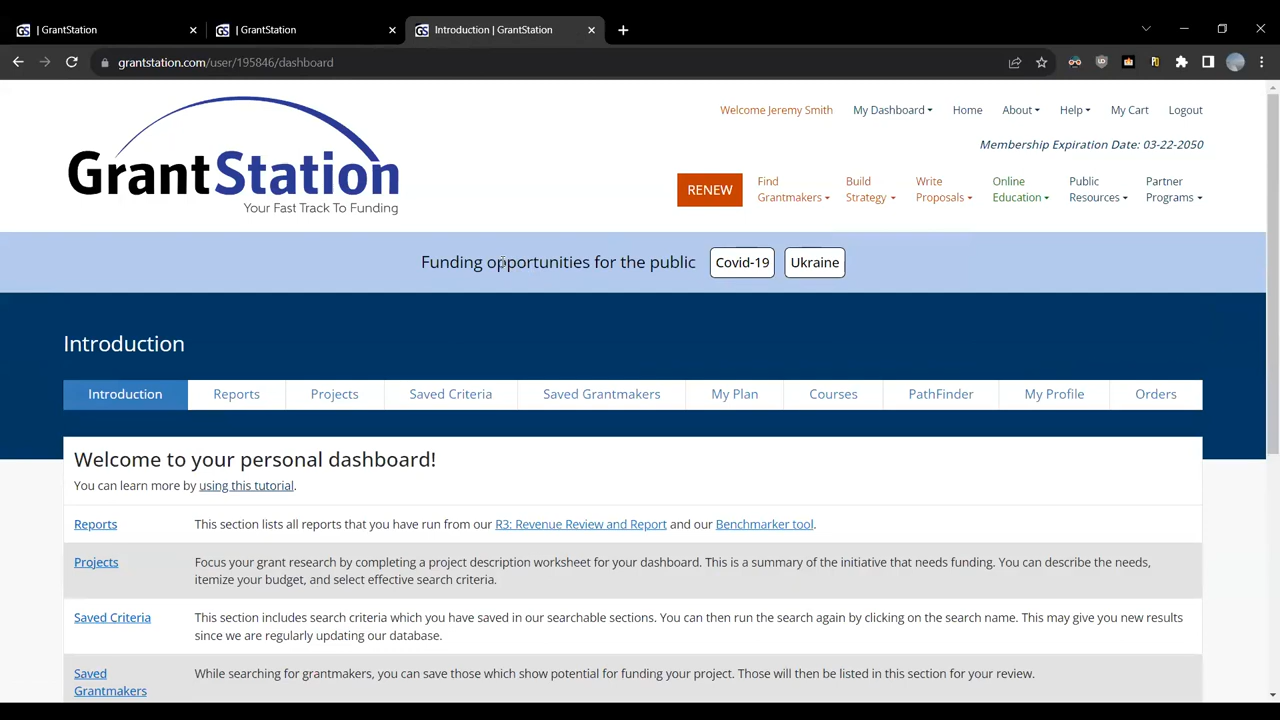 | GrantStation
| GrantStation
Introduction | GrantStation
grantstation.com/user/195846/dashboard
Welcome Jeremy Smith
My Dashboard
Home
About
Help
My Cart
Logout
Membership Expiration Date: 03-22-2050
GrantStation
Your Fast Track To Funding
RENEW
Find Grantmakers
Build Strategy
Write Proposals
Online Education
Public Resources
Partner Programs
Funding opportunities for the public
Covid-19
Ukraine
Introduction
Introduction
Reports
Projects
Saved Criteria
Saved Grantmakers
My Plan
Courses
PathFinder
My Profile
Orders
Welcome to your personal dashboard!
You can learn more by using this tutorial.
Reports
This section lists all reports that you have run from our R3: Revenue Review and Report and our Benchmarker tool.
Projects
Focus your grant research by completing a project description worksheet for your dashboard. This is a summary of the initiative that needs funding. You can describe the needs,
itemize your budget, and select effective search criteria.
Saved Criteria
This section includes search criteria which you have saved in our searchable sections. You can then run the search again by clicking on the search name. This may give you new results
since we are regularly updating our database.
Saved
Grantmakers
While searching for grantmakers, you can save those which show potential for funding your project. Those will then be listed in this section for your review.